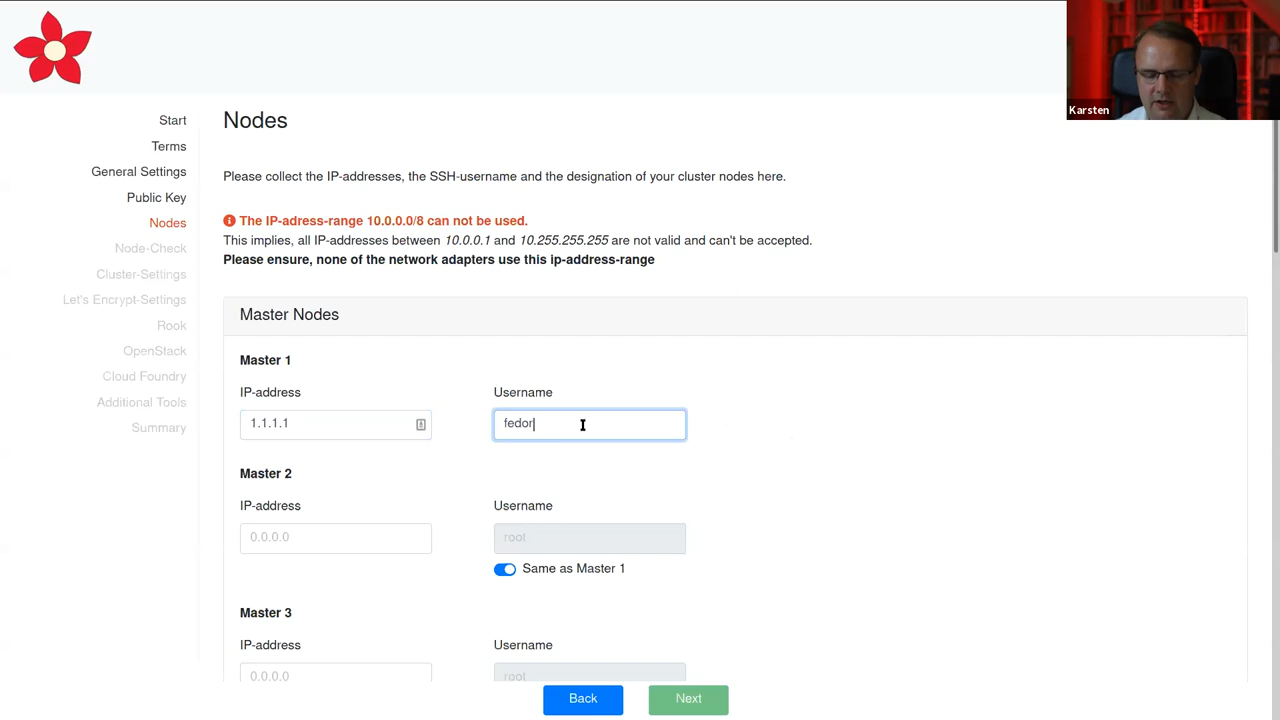 Karsten
Start
Terms
General Settings
Public Key
Nodes
Node-Check
Cluster-Settings
Let's Encrypt-Settings
Rook
OpenStack
Cloud Foundry
Additional Tools
Summary
Nodes
Please collect the IP-addresses, the SSH-username and the designation of your cluster nodes here.
The IP-adress-range 10.0.0.0/8 can not be used.
This implies, all IP-addresses between 10.0.0.1 and 10.255.255.255 are not valid and can't be accepted.
Please ensure, none of the network adapters use this ip-address-range
Master Nodes
Master 1
IP-address Username
1.1.1.1 fedor
Master 2
IP-address Username
0.0.0.0 root
Same as Master 1
Master 3
IP-address Username
0.0.0.0 root
Back Next